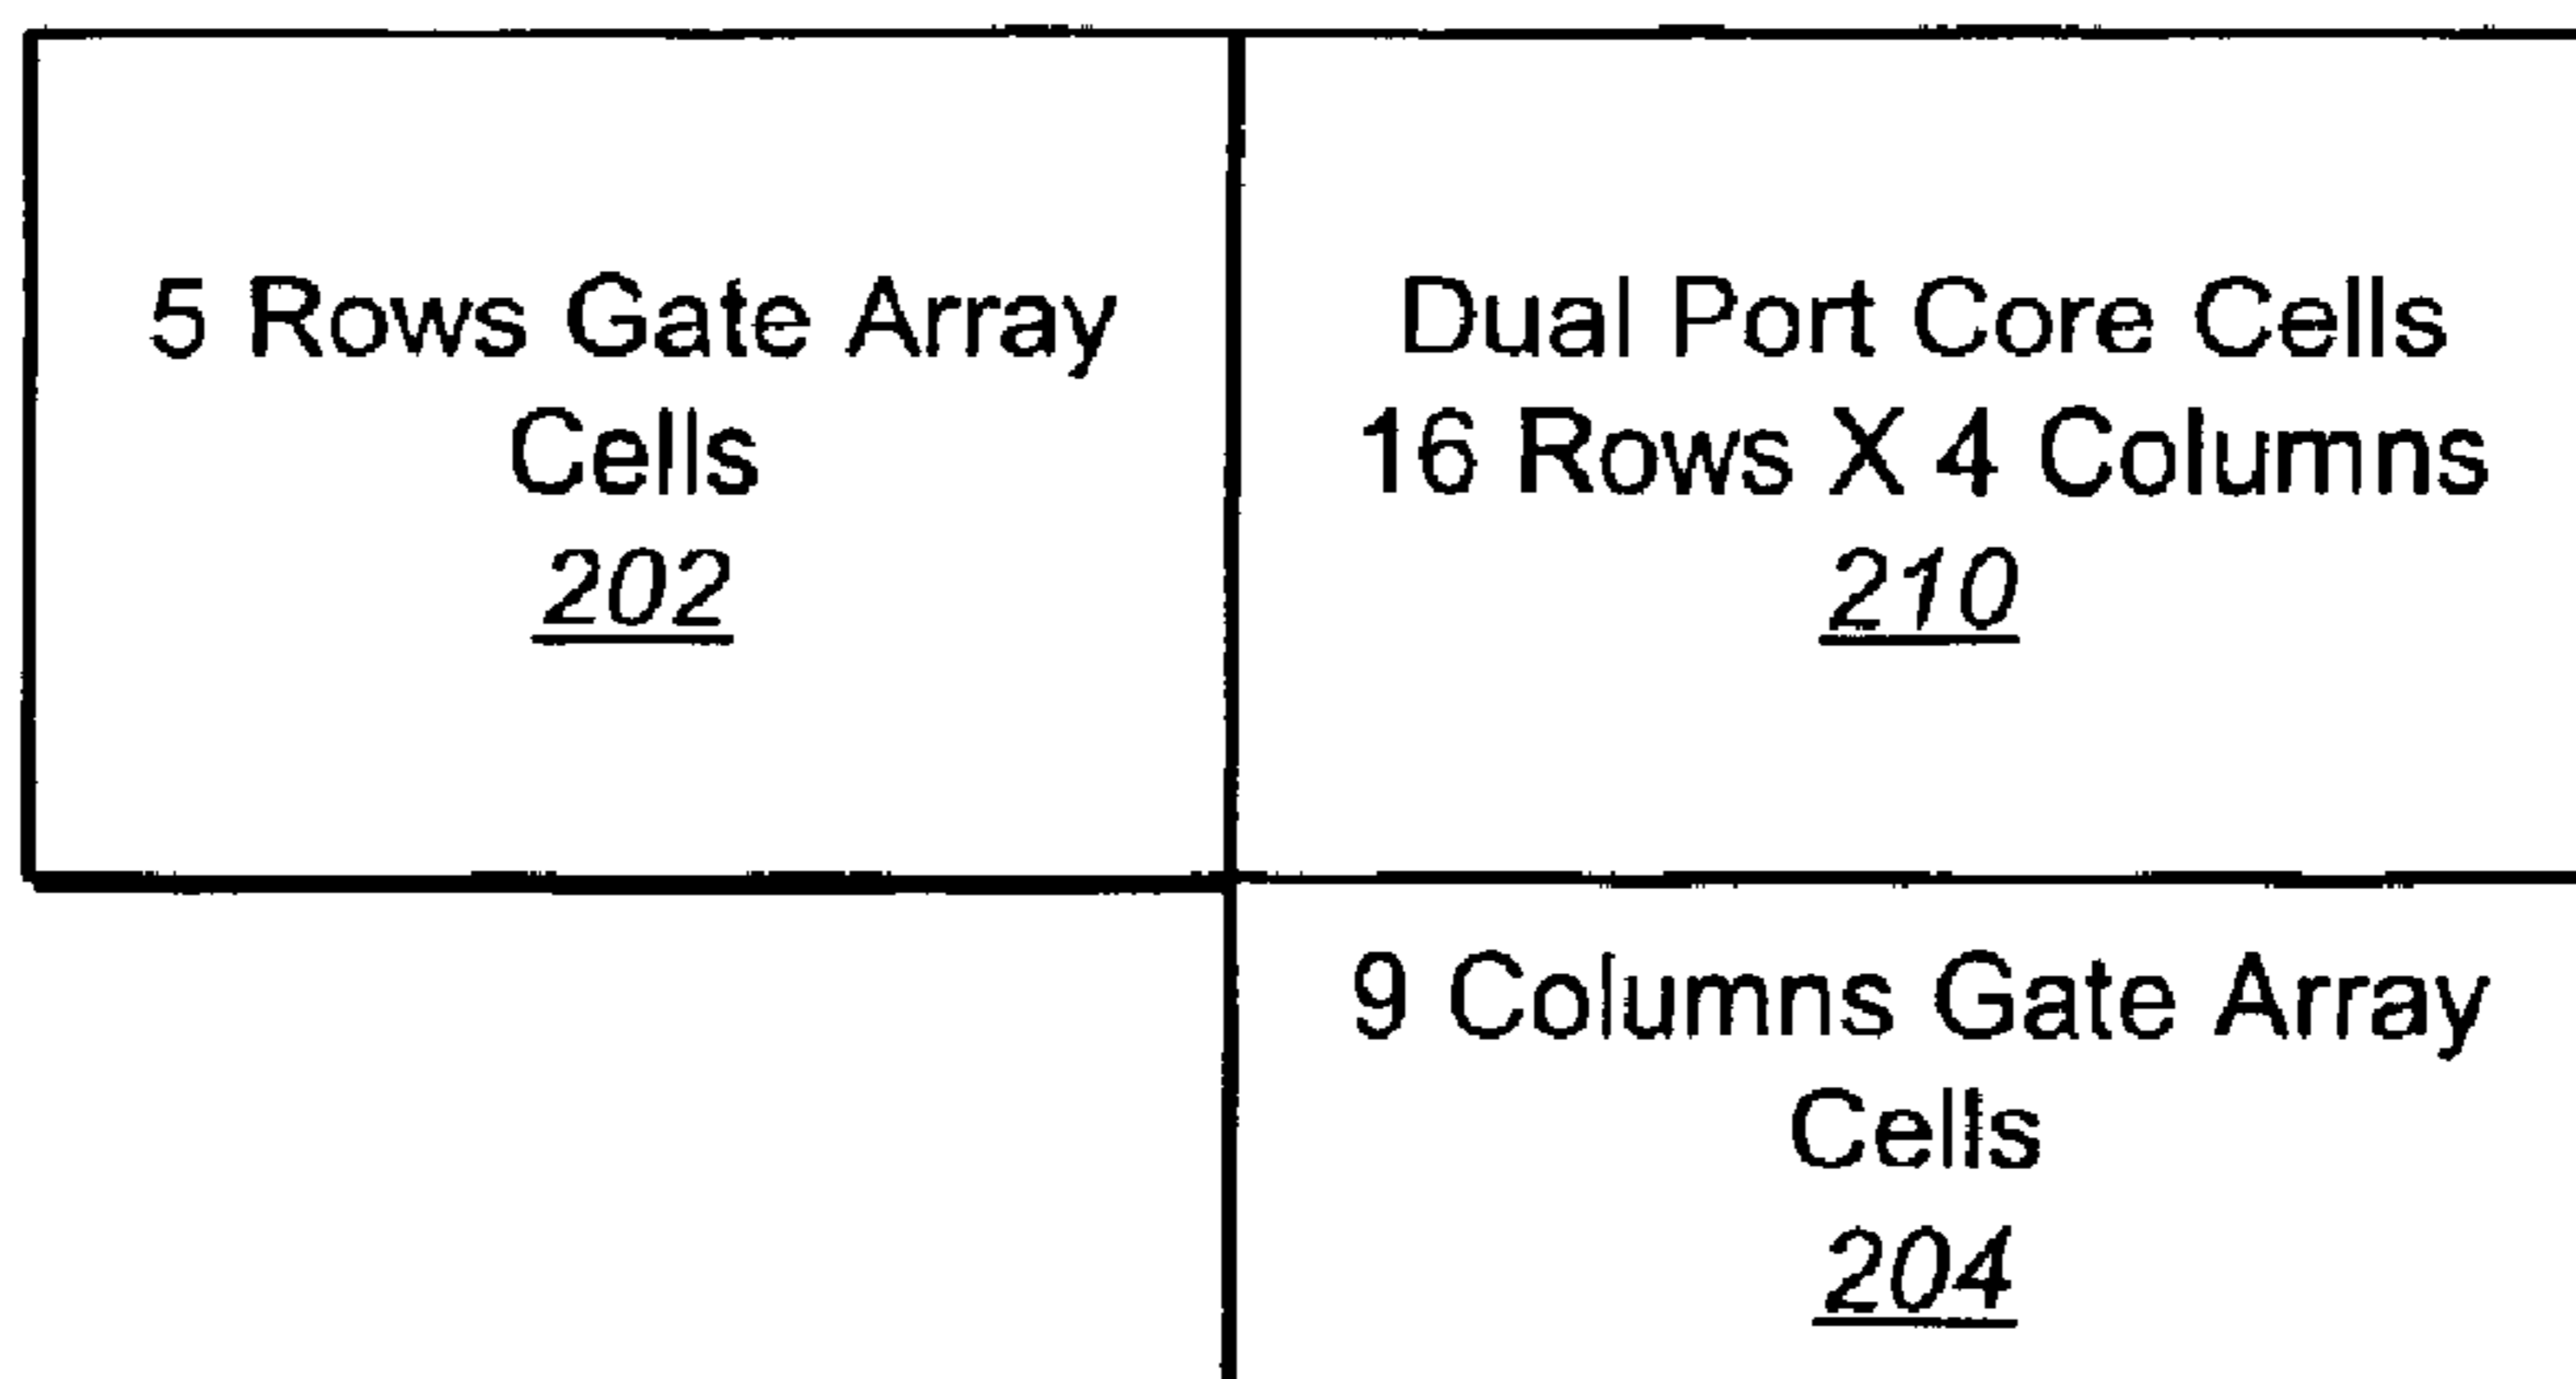 5 Rows Gate Array
Cells
202
Dual Port Core Cells
16 Rows X 4 Columns
210
9 Columns Gate Array
Cells
204